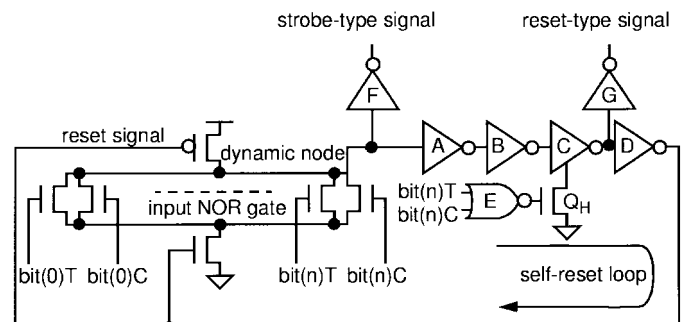 strobe-type signal
reset-type signal
F
G
reset signal
dynamic node
A
B
C
D
input NOR gate
bit(n)T
bit(n)C
E
QH
bit(0)T
bit(0)C
bit(n)T
bit(n)C
self-reset loop